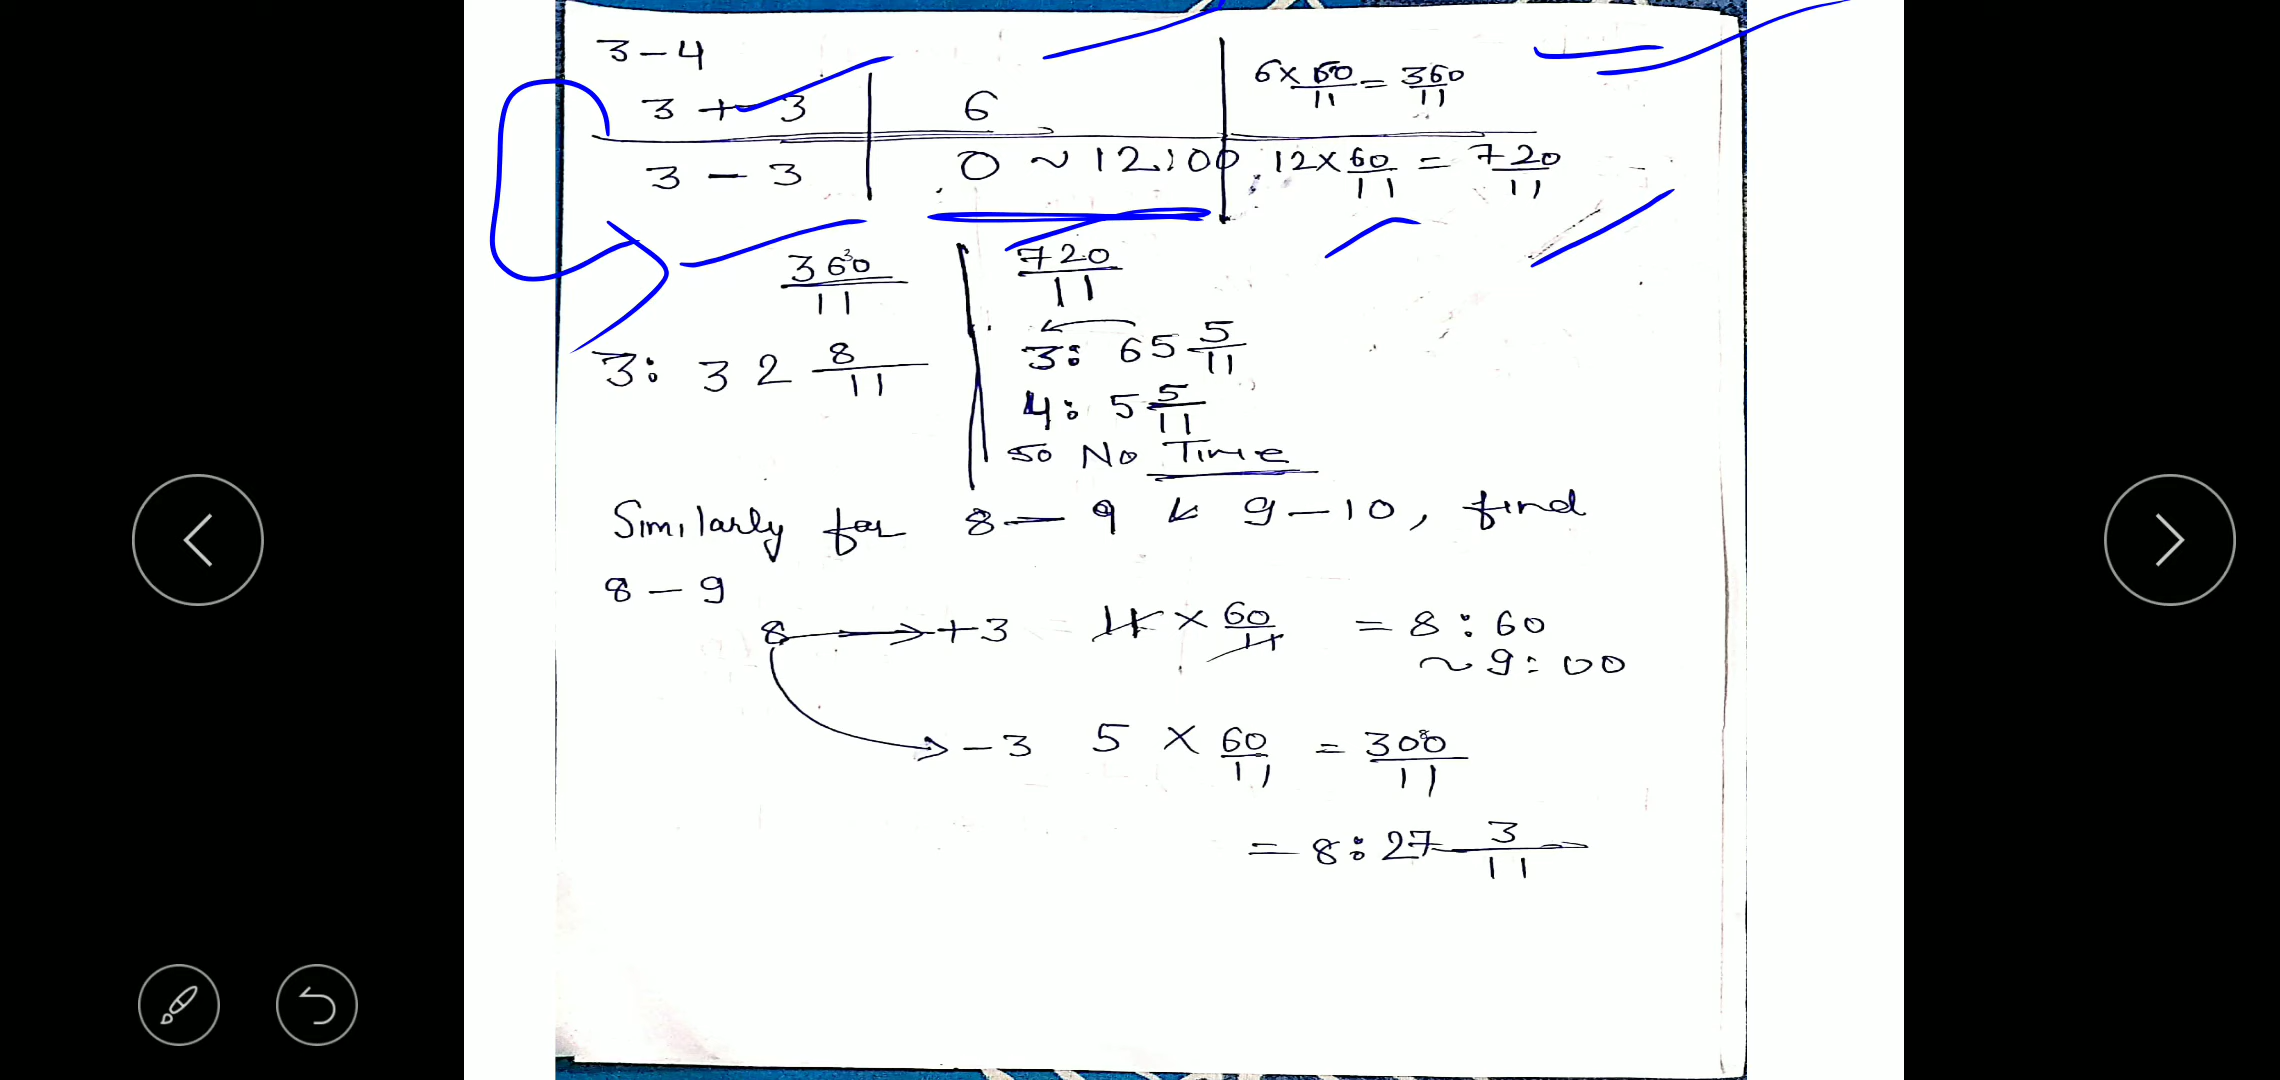 3-4
3 + 3 | 6 | 6 × 60/11 = 360/11
3 - 3 | 0 ~ 12:00 | 12 × 60/11 = 720/11
360/11 | 720/11
3: 32 8/11 | 3: 65 5/11
4: 5 5/11
so No Time
Similarly for 8-9 & 9-10, find
8-9
8 → +3 11 × 60/11 = 8:60
~ 9:00
→ -3 5 × 60/11 = 300/11
= 8:27 3/11